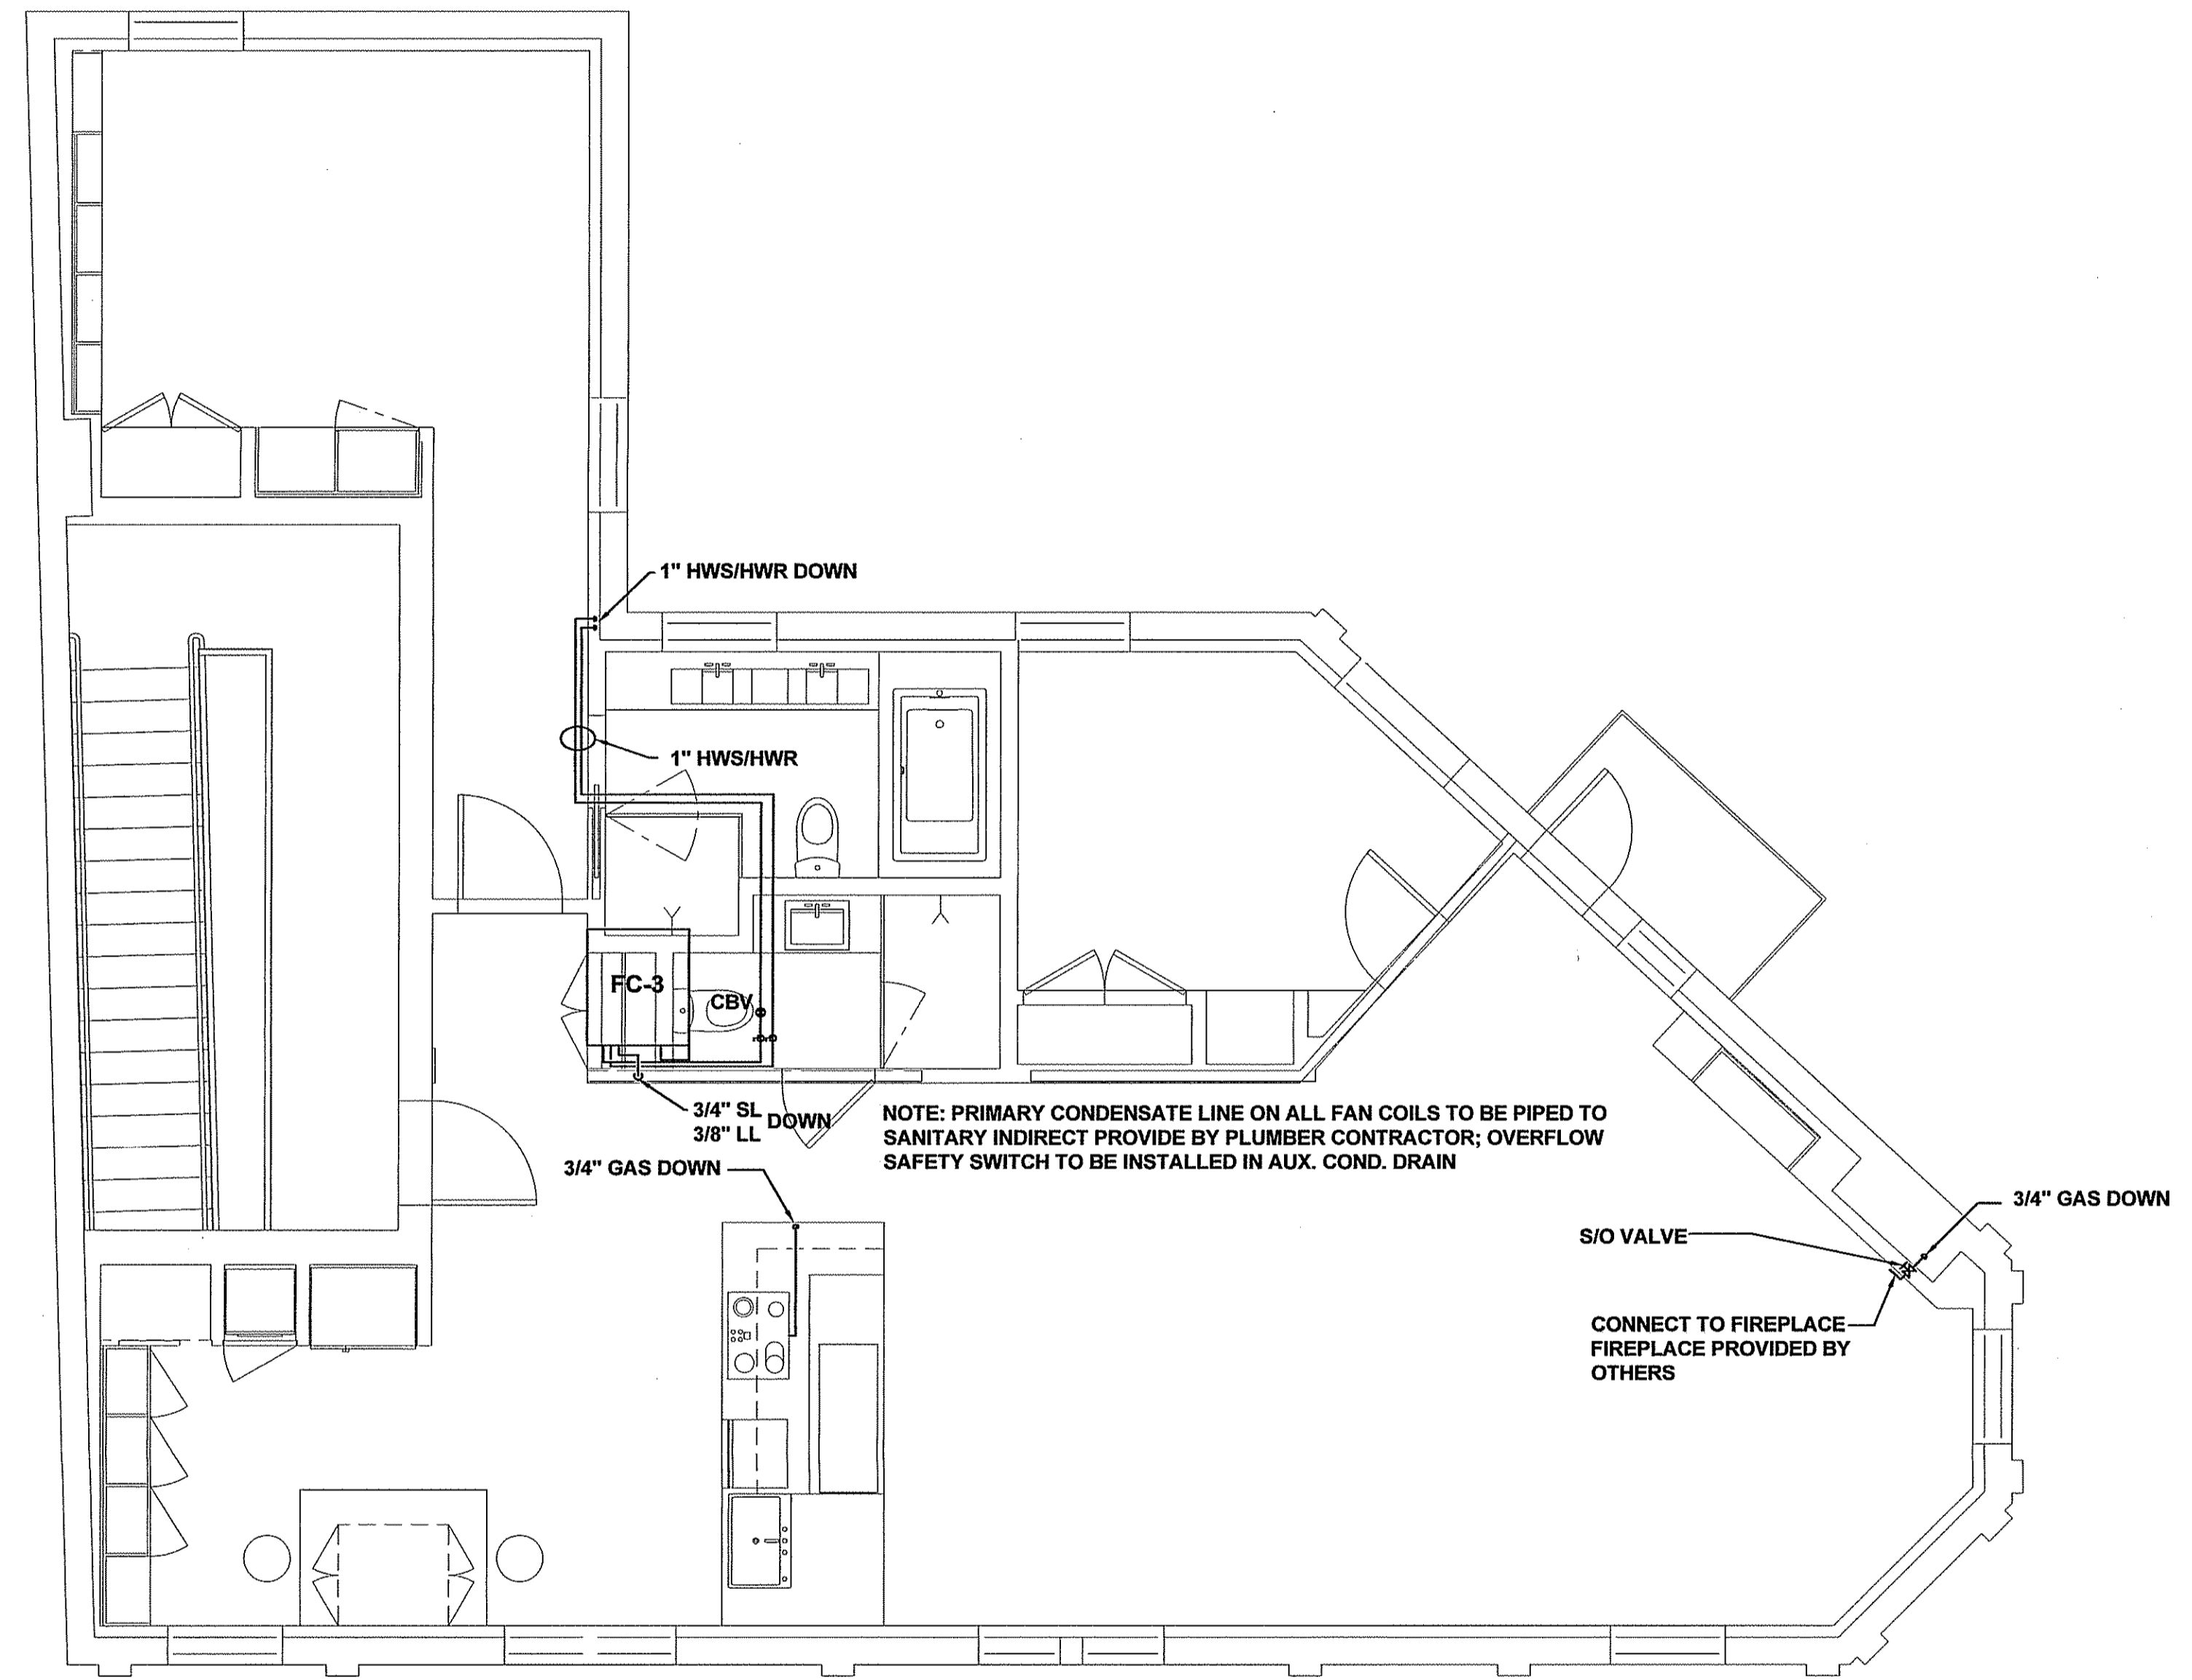 1" HWS/HWR DOWN
1" HWS/HWR
FC-3
CBV
3/4" SL
3/8" LL
DOWN
NOTE: PRIMARY CONDENSATE LINE ON ALL FAN COILS TO BE PIPED TO
SANITARY INDIRECT PROVIDE BY PLUMBER CONTRACTOR; OVERFLOW
SAFETY SWITCH TO BE INSTALLED IN AUX. COND. DRAIN
3/4" GAS DOWN
3/4" GAS DOWN
S/O VALVE
CONNECT TO FIREPLACE
FIREPLACE PROVIDED BY
OTHERS